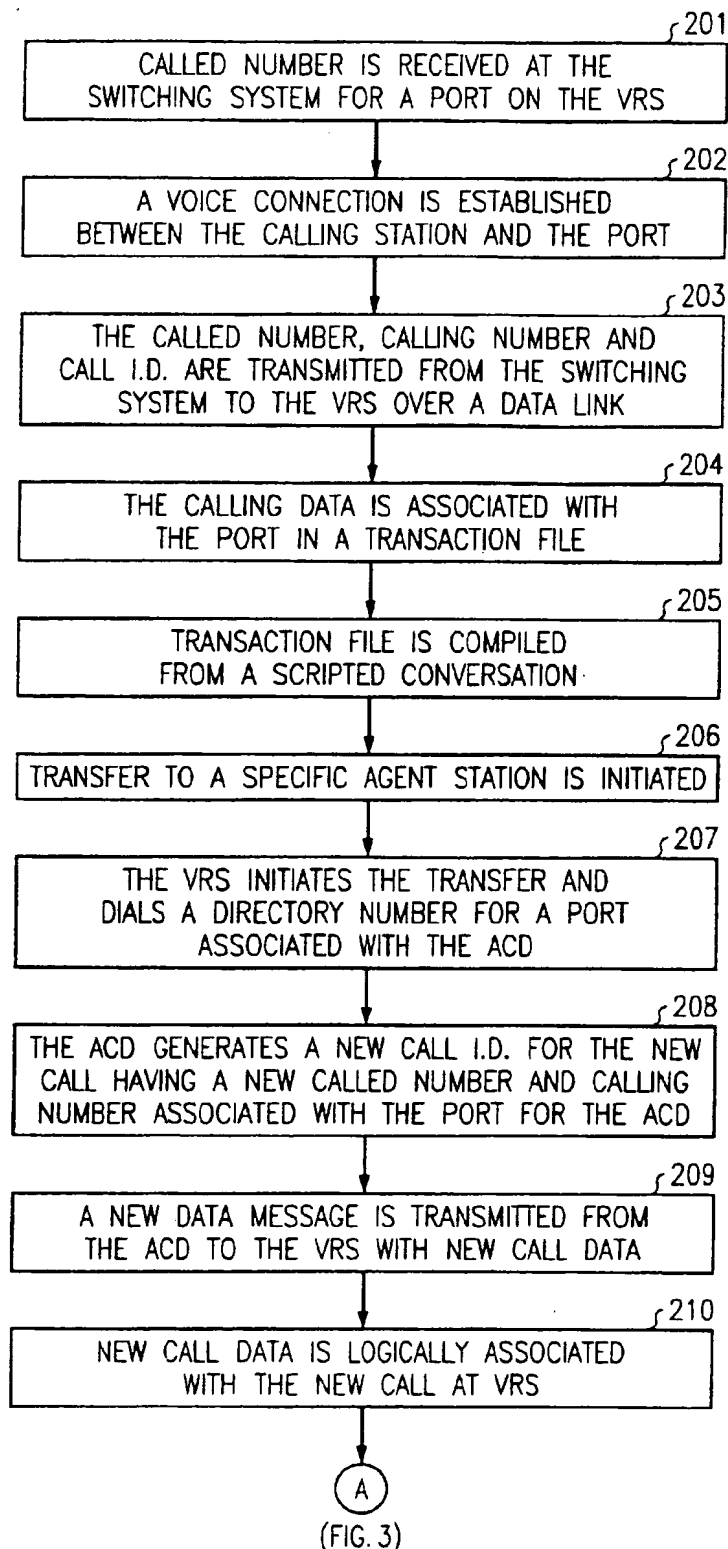 201
CALLED NUMBER IS RECEIVED AT THE
SWITCHING SYSTEM FOR A PORT ON THE VRS
202
A VOICE CONNECTION IS ESTABLISHED
BETWEEN THE CALLING STATION AND THE PORT
203
THE CALLED NUMBER, CALLING NUMBER AND
CALL I.D. ARE TRANSMITTED FROM THE SWITCHING
SYSTEM TO THE VRS OVER A DATA LINK
204
THE CALLING DATA IS ASSOCIATED WITH
THE PORT IN A TRANSACTION FILE
205
TRANSACTION FILE IS COMPILED
FROM A SCRIPTED CONVERSATION
206
TRANSFER TO A SPECIFIC AGENT STATION IS INITIATED
207
THE VRS INITIATES THE TRANSFER AND
DIALS A DIRECTORY NUMBER FOR A PORT
ASSOCIATED WITH THE ACD
208
THE ACD GENERATES A NEW CALL I.D. FOR THE NEW
CALL HAVING A NEW CALLED NUMBER AND CALLING
NUMBER ASSOCIATED WITH THE PORT FOR THE ACD
209
A NEW DATA MESSAGE IS TRANSMITTED FROM
THE ACD TO THE VRS WITH NEW CALL DATA
210
NEW CALL DATA IS LOGICALLY ASSOCIATED
WITH THE NEW CALL AT VRS
A
(FIG. 3)